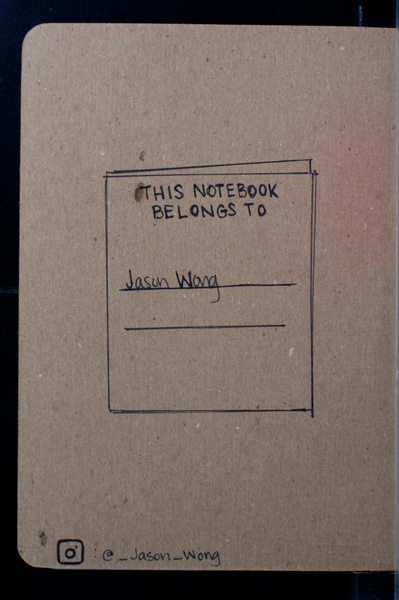 THIS NOTEBOOK
BELONGS TO
Jason Wong
: @_Jason_Wong